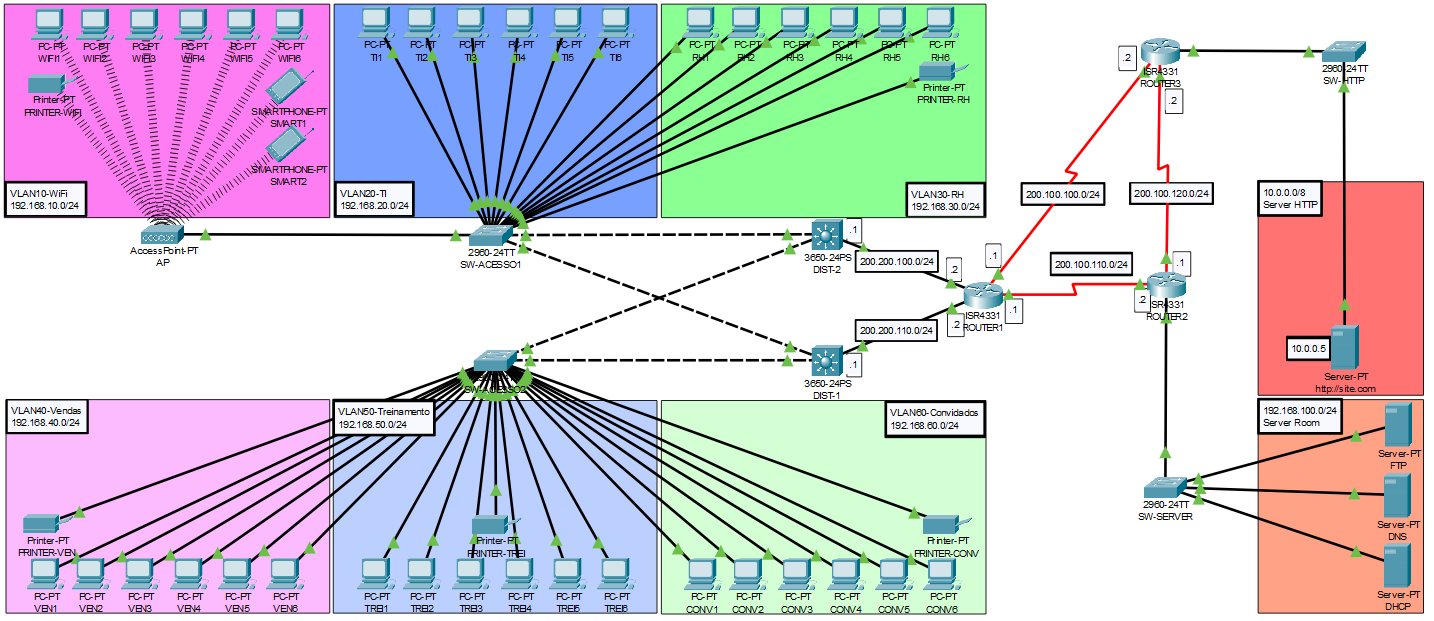 PC-PT
WIFI1
PC-PT
WIFI2
PC-PT
WIFI3
PC-PT
WIFI4
PC-PT
WIFI5
PC-PT
WIFI6
Printer-PT
PRINTER-WIFI
SMARTPHONE-PT
SMART1
SMARTPHONE-PT
SMART2
VLAN10-WiFi
192.168.10.0/24
PC-PT
TI1
PC-PT
TI2
PC-PT
TI3
PC-PT
TI4
PC-PT
TI5
PC-PT
TI6
VLAN20-TI
192.168.20.0/24
PC-PT
RH1
PC-PT
RH2
PC-PT
RH3
PC-PT
RH4
PC-PT
RH5
PC-PT
RH6
Printer-PT
PRINTER-RH
VLAN30-RH
192.168.30.0/24
.2
ISR4331
ROUTER3
.2
2960-24TT
SW-HTTP
200.100.100.0/24
200.100.120.0/24
10.0.0.0/8
Server HTTP
AccessPoint-PT
AP
2960-24TT
SW-ACESSO1
.1
3650-24PS
DIST-2
200.200.100.0/24
.2
.1
ISR4331
ROUTER1
.1
.2
200.100.110.0/24
.1
.2
ISR4331
ROUTER2
200.200.110.0/24
.1
3650-24PS
DIST-1
10.0.0.5
Server-PT
http://site.com
SW-ACESSO2
VLAN40-Vendas
192.168.40.0/24
VLAN50-Treinamento
192.168.50.0/24
VLAN60-Convidados
192.168.60.0/24
192.168.100.0/24
Server Room
Server-PT
FTP
2960-24TT
SW-SERVER
Server-PT
DNS
Server-PT
DHCP
Printer-PT
PRINTER-VEN
Printer-PT
PRINTER-TREI
Printer-PT
PRINTER-CONV
PC-PT
VEN1
PC-PT
VEN2
PC-PT
VEN3
PC-PT
VEN4
PC-PT
VEN5
PC-PT
VEN6
PC-PT
TREI1
PC-PT
TREI2
PC-PT
TREI3
PC-PT
TREI4
PC-PT
TREI5
PC-PT
TREI6
PC-PT
CONV1
PC-PT
CONV2
PC-PT
CONV3
PC-PT
CONV4
PC-PT
CONV5
PC-PT
CONV6